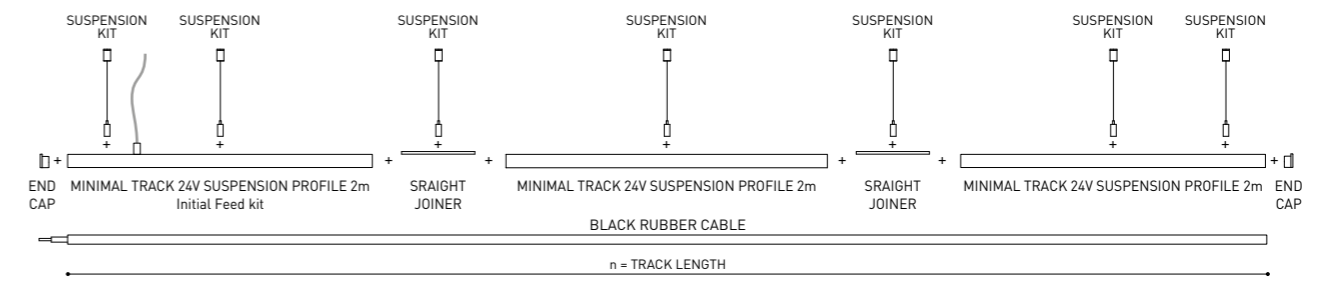 SUSPENSION
KIT
SUSPENSION
KIT
SUSPENSION
KIT
SUSPENSION
KIT
SUSPENSION
KIT
SUSPENSION
KIT
SUSPENSION
KIT
+ + + + + + +
+ + + + + +
END
CAP
MINIMAL TRACK 24V SUSPENSION PROFILE 2m
Initial Feed kit
SRAIGHT
JOINER
MINIMAL TRACK 24V SUSPENSION PROFILE 2m
SRAIGHT
JOINER
MINIMAL TRACK 24V SUSPENSION PROFILE 2m
END
CAP
BLACK RUBBER CABLE
n = TRACK LENGTH